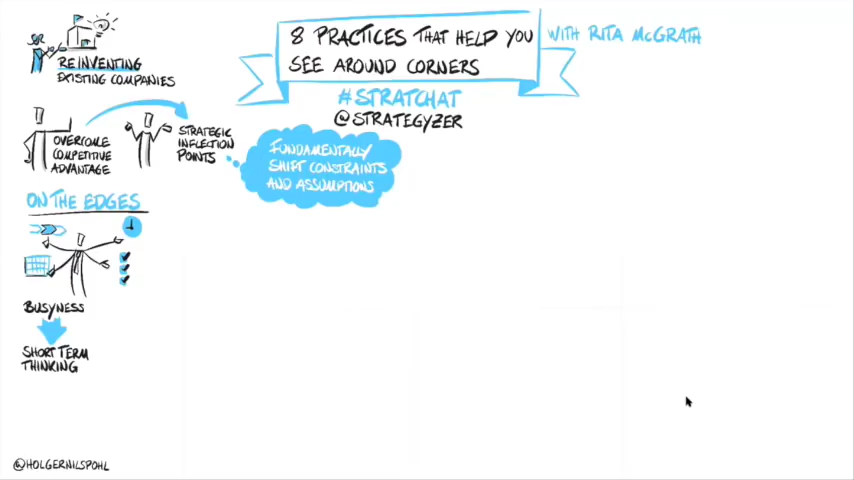 8 PRACTICES THAT HELP YOU
SEE AROUND CORNERS
WITH RITA McGRATH
#STRATCHAT
@STRATEGYZER
REINVENTING
EXISTING COMPANIES
OVERCOME
COMPETITIVE
ADVANTAGE
STRATEGIC
INFLECTION
POINTS
FUNDAMENTALLY
SHIFT CONSTRAINTS
AND ASSUMPTIONS
ON THE EDGES
BUSYNESS
SHORT TERM
THINKING
@HOLGERNILSPOHL